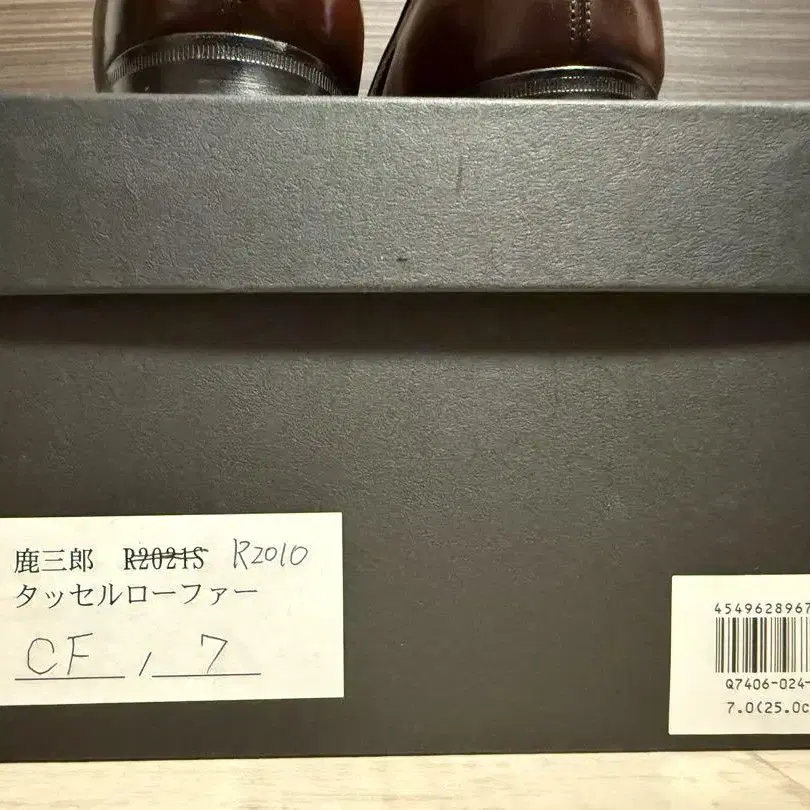 鹿三郎 R2021S R2010
タッセルローファー
CF, 7
4549628967
Q7406-024-
7.0(25.0c